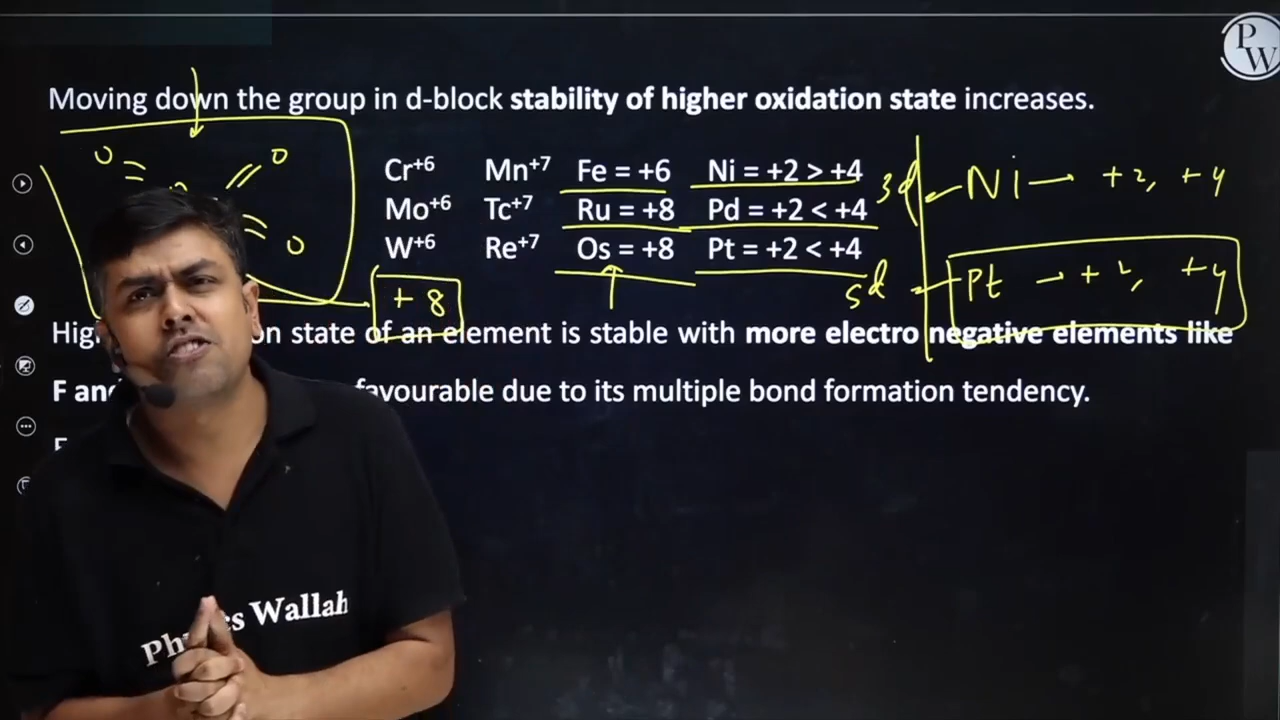 PW
Moving down the group in d-block stability of higher oxidation state increases.
O = O
Cr+6 Mn+7 Fe = +6 Ni = +2 > +4 3d Ni → +2, +4
Mo+6 Tc+7 Ru = +8 Pd = +2 < +4
= O
W+6 Re+7 Os = +8 Pt = +2 < +4
+8 5d Pt → +2, +4
on state of an element is stable with more electro negative elements like
F and favourable due to its multiple bond formation tendency.
Physics Wallah